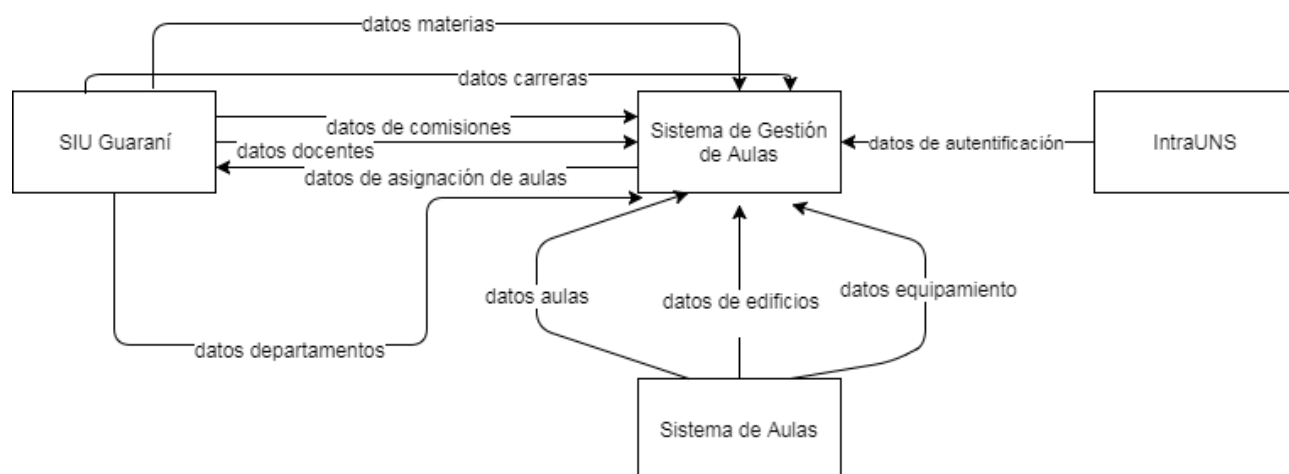 datos materias
datos carreras
SIU Guaraní
datos de comisiones
datos docentes
datos de asignación de aulas
Sistema de Gestión
de Aulas
datos de autentificación
IntraUNS
datos aulas
datos de edificios
datos equipamiento
datos departamentos
Sistema de Aulas